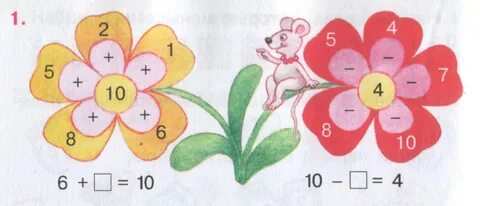 1.
2
5 1
+ + +
10
+ +
8 6
5 4
7
− − −
4
− −
8 10
6 + □ = 10
10 − □ = 4